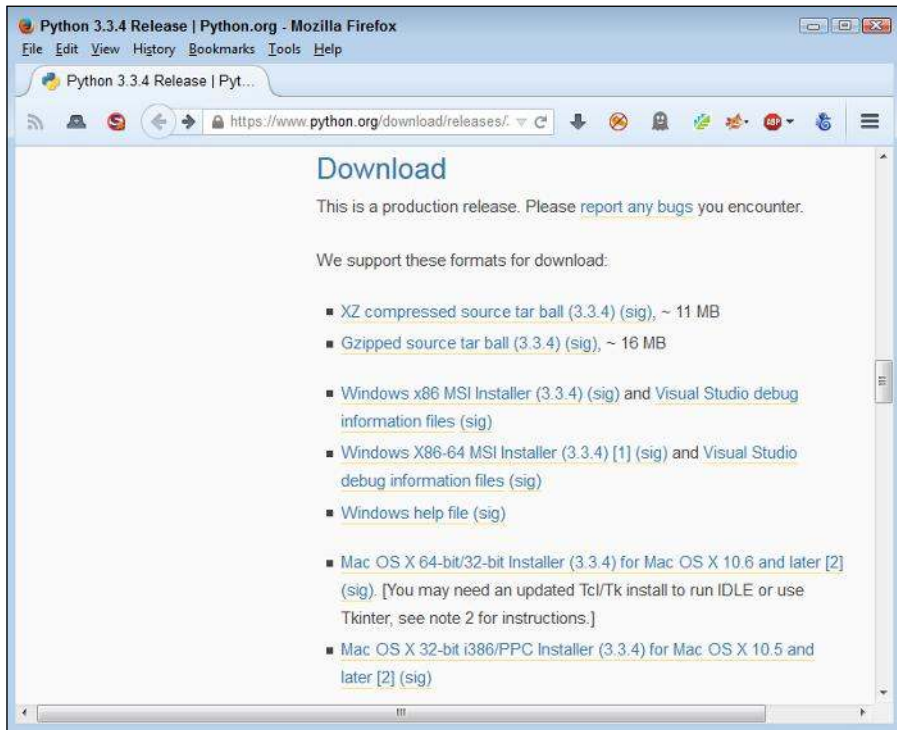 Python 3.3.4 Release | Python.org - Mozilla Firefox
File Edit View History Bookmarks Tools Help
Python 3.3.4 Release | Pyt...
https://www.python.org/download/releases/
ABP
Download
This is a production release. Please report any bugs you encounter.
We support these formats for download:
XZ compressed source tar ball (3.3.4) (sig), ~ 11 MB
Gzipped source tar ball (3.3.4) (sig), ~ 16 MB
Windows x86 MSI Installer (3.3.4) (sig) and Visual Studio debug
information files (sig)
Windows X86-64 MSI Installer (3.3.4) [1] (sig) and Visual Studio
debug information files (sig)
Windows help file (sig)
Mac OS X 64-bit/32-bit Installer (3.3.4) for Mac OS X 10.6 and later [2]
(sig). [You may need an updated Tcl/Tk install to run IDLE or use
Tkinter, see note 2 for instructions.]
Mac OS X 32-bit i386/PPC Installer (3.3.4) for Mac OS X 10.5 and
later [2] (sig)